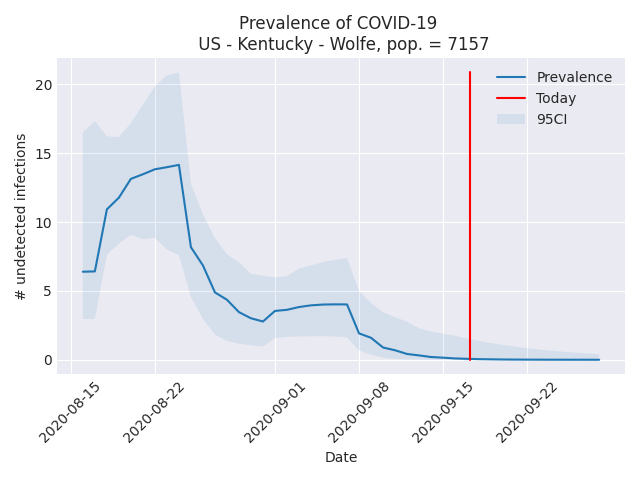 Prevalence of COVID-19
US - Kentucky - Wolfe, pop. = 7157
Prevalence
Today
95CI
# undetected infections
20
15
10
5
0
2020-08-15
2020-08-22
2020-09-01
2020-09-08
2020-09-15
2020-09-22
Date